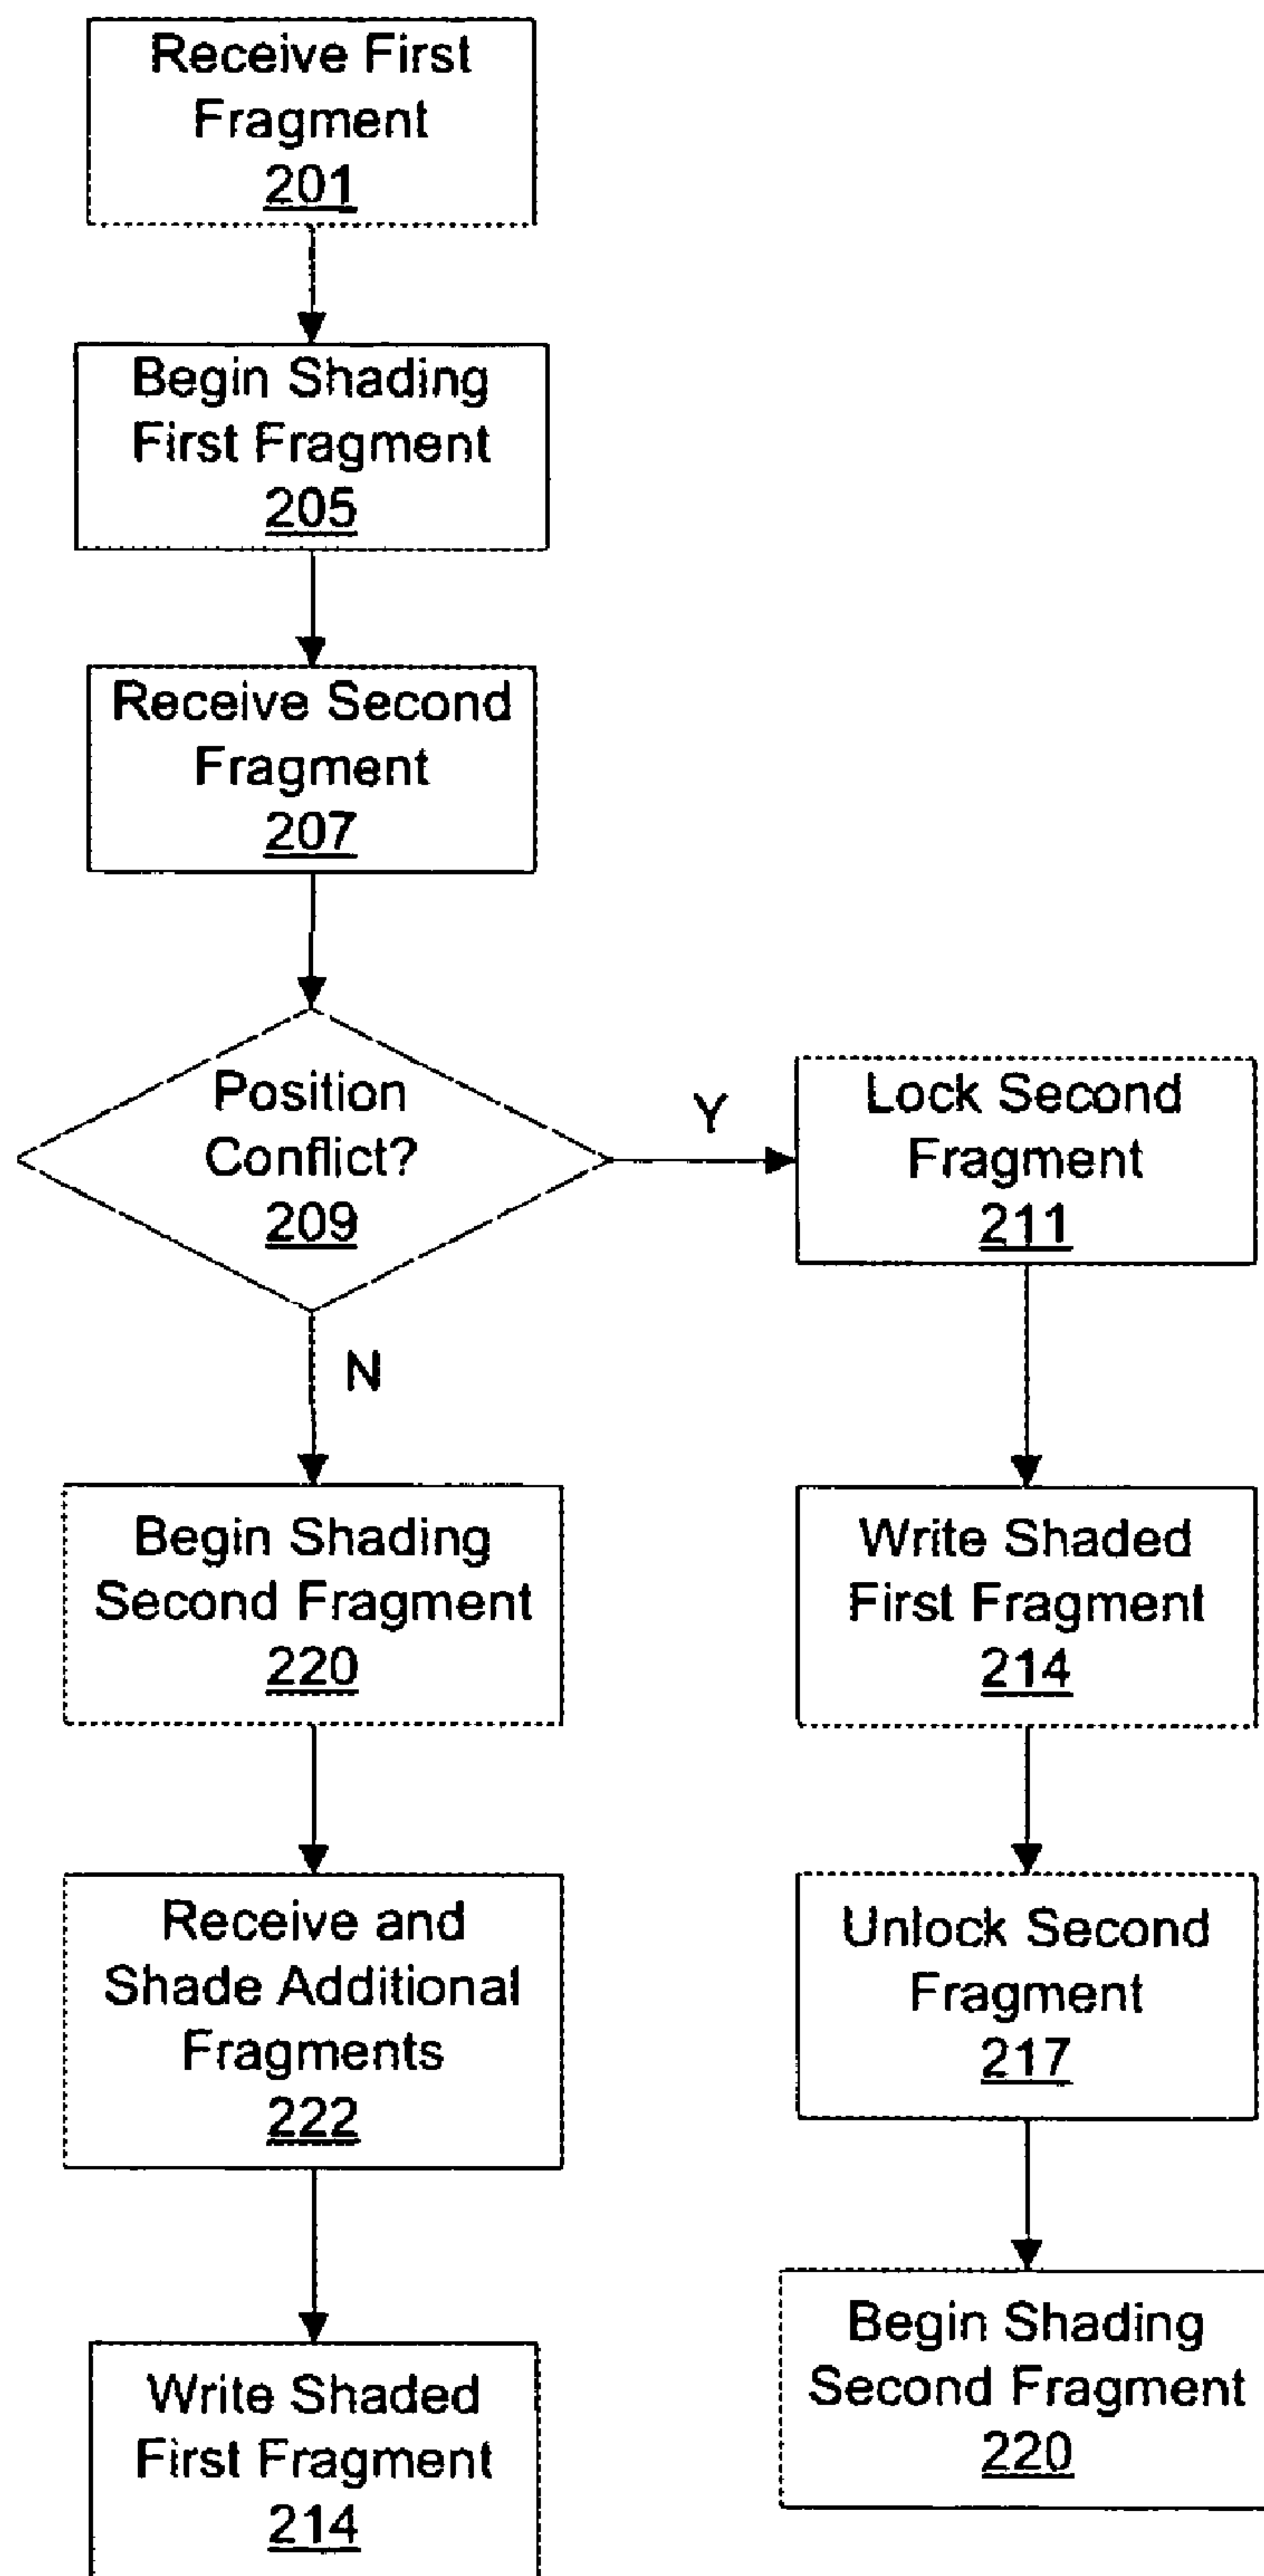 Receive First
Fragment
201
Begin Shading
First Fragment
205
Receive Second
Fragment
207
Position
Conflict?
209
Y
Lock Second
Fragment
211
N
Begin Shading
Second Fragment
220
Write Shaded
First Fragment
214
Receive and
Shade Additional
Fragments
222
Unlock Second
Fragment
217
Write Shaded
First Fragment
214
Begin Shading
Second Fragment
220